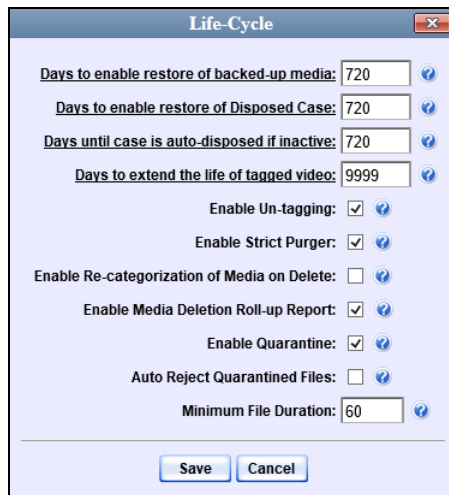 Life-Cycle
Days to enable restore of backed-up media: 720
Days to enable restore of Disposed Case: 720
Days until case is auto-disposed if inactive: 720
Days to extend the life of tagged video: 9999
Enable Un-tagging:
Enable Strict Purger:
Enable Re-categorization of Media on Delete:
Enable Media Deletion Roll-up Report:
Enable Quarantine:
Auto Reject Quarantined Files:
Minimum File Duration: 60
Save Cancel